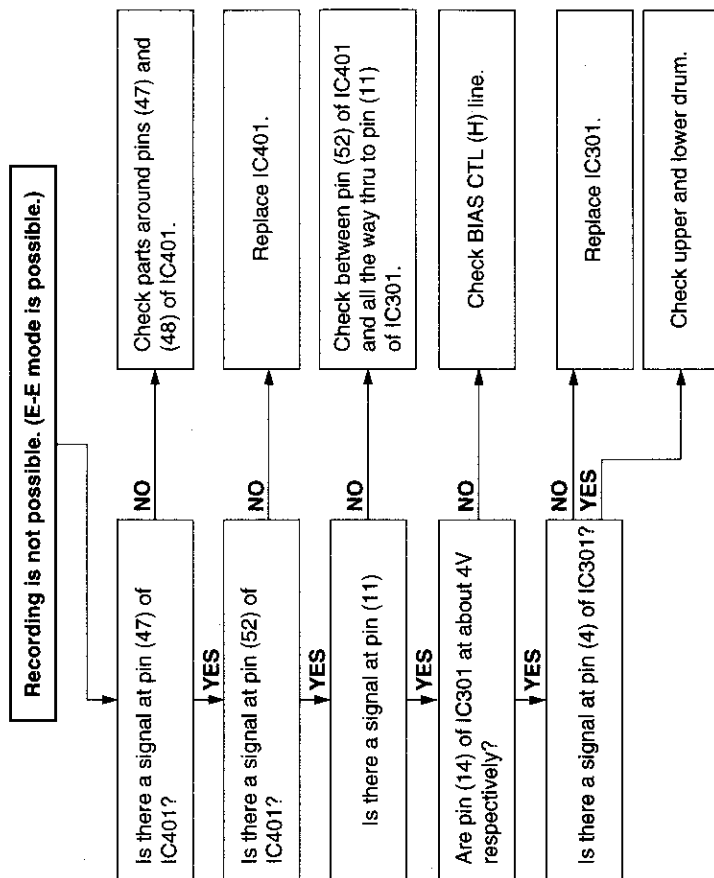 Recording is not possible. (E-E mode is possible.)
Is there a signal at pin (47) of
IC401?
NO
Check parts around pins (47) and
(48) of IC401.
YES
Is there a signal at pin (52) of
IC401?
NO
Replace IC401.
YES
Is there a signal at pin (11)
NO
Check between pin (52) of IC401
and all the way thru to pin (11)
of IC301.
YES
Are pin (14) of IC301 at about 4V
respectively?
NO
Check BIAS CTL (H) line.
YES
Is there a signal at pin (4) of IC301?
NO
Replace IC301.
YES
Check upper and lower drum.